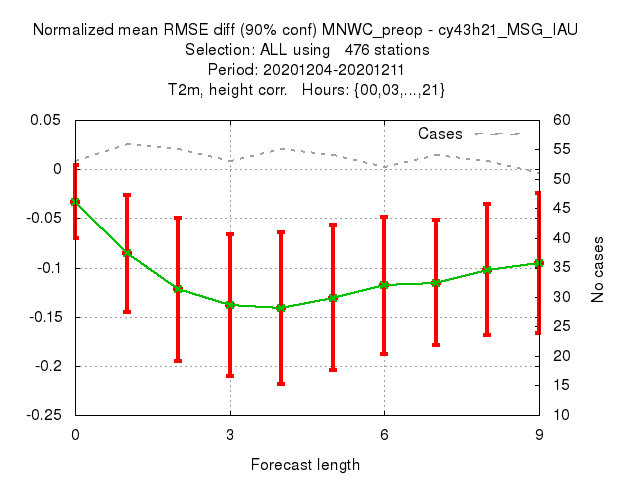 Normalized mean RMSE diff (90% conf) MNWC_preop - cy43h21_MSG_IAU
Selection: ALL using   476 stations
Period: 20201204-20201211
T2m, height corr.   Hours: {00,03,...,21}
Cases
0.05
0
-0.05
-0.1
-0.15
-0.2
-0.25
60
55
50
45
40
35
30
25
20
15
10
No cases
0 3 6 9
Forecast length